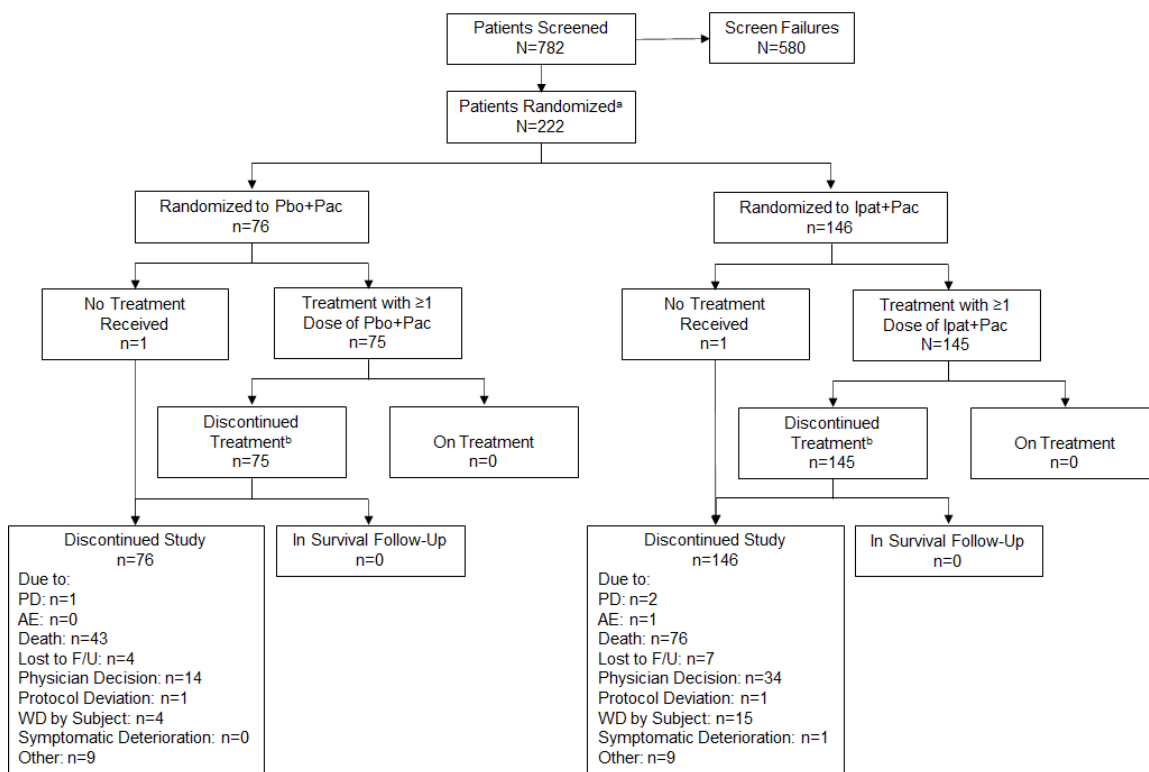 Patients Screened
N=782
Screen Failures
N=580
Patients Randomizedᵃ
N=222
Randomized to Pbo+Pac
n=76
Randomized to Ipat+Pac
n=146
No Treatment
Received
n=1
Treatment with ≥1
Dose of Pbo+Pac
n=75
No Treatment
Received
n=1
Treatment with ≥1
Dose of Ipat+Pac
N=145
Discontinued
Treatmentᵇ
n=75
On Treatment
n=0
Discontinued
Treatmentᵇ
n=145
On Treatment
n=0
Discontinued Study
n=76
Due to:
PD: n=1
AE: n=0
Death: n=43
Lost to F/U: n=4
Physician Decision: n=14
Protocol Deviation: n=1
WD by Subject: n=4
Symptomatic Deterioration: n=0
Other: n=9
In Survival Follow-Up
n=0
Discontinued Study
n=146
Due to:
PD: n=2
AE: n=1
Death: n=76
Lost to F/U: n=7
Physician Decision: n=34
Protocol Deviation: n=1
WD by Subject: n=15
Symptomatic Deterioration: n=1
Other: n=9
In Survival Follow-Up
n=0